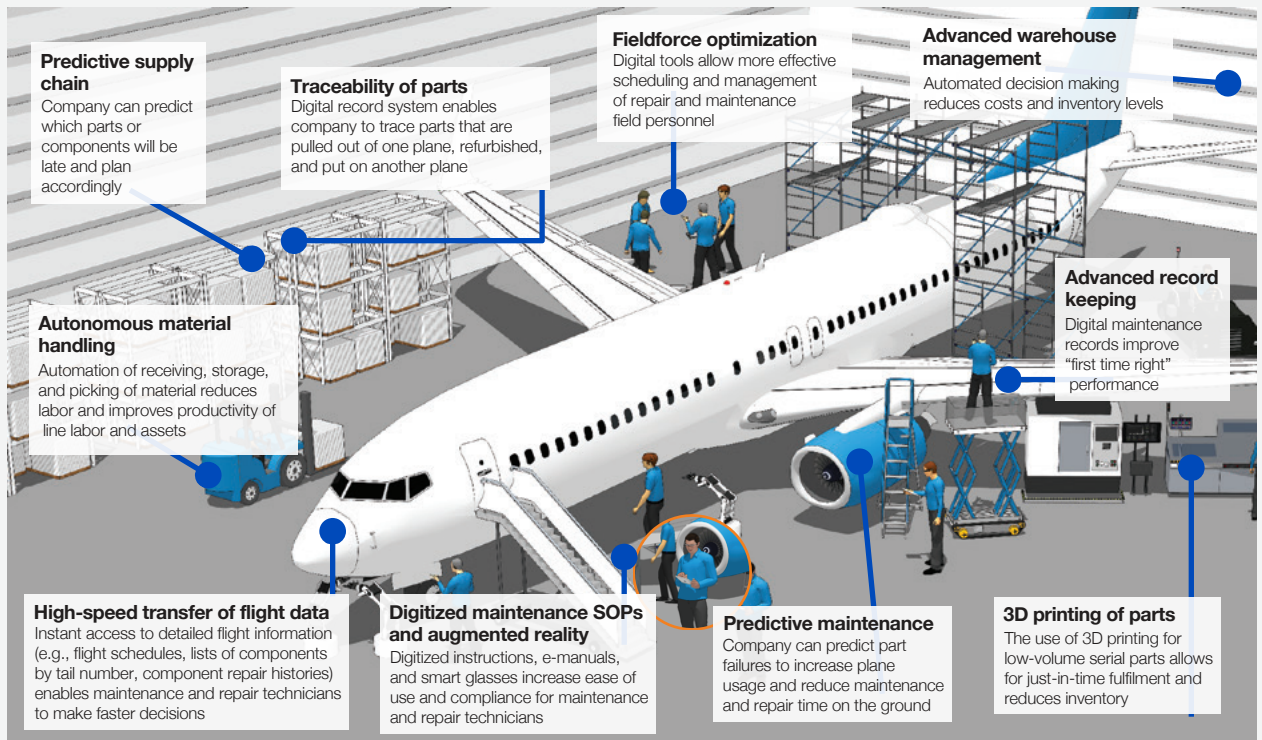 Predictive supply
chain
Company can predict
which parts or
components will be
late and plan
accordingly
Traceability of parts
Digital record system enables
company to trace parts that are
pulled out of one plane, refurbished,
and put on another plane
Fieldforce optimization
Digital tools allow more effective
scheduling and management
of repair and maintenance
field personnel
Advanced warehouse
management
Automated decision making
reduces costs and inventory levels
Autonomous material
handling
Automation of receiving, storage,
and picking of material reduces
labor and improves productivity of
line labor and assets
Advanced record
keeping
Digital maintenance
records improve
“first time right”
performance
High-speed transfer of flight data
Instant access to detailed flight information
(e.g., flight schedules, lists of components
by tail number, component repair histories)
enables maintenance and repair technicians
to make faster decisions
Digitized maintenance SOPs
and augmented reality
Digitized instructions, e-manuals,
and smart glasses increase ease of
use and compliance for maintenance
and repair technicians
Predictive maintenance
Company can predict part
failures to increase plane
usage and reduce maintenance
and repair time on the ground
3D printing of parts
The use of 3D printing for
low-volume serial parts allows
for just-in-time fulfilment and
reduces inventory